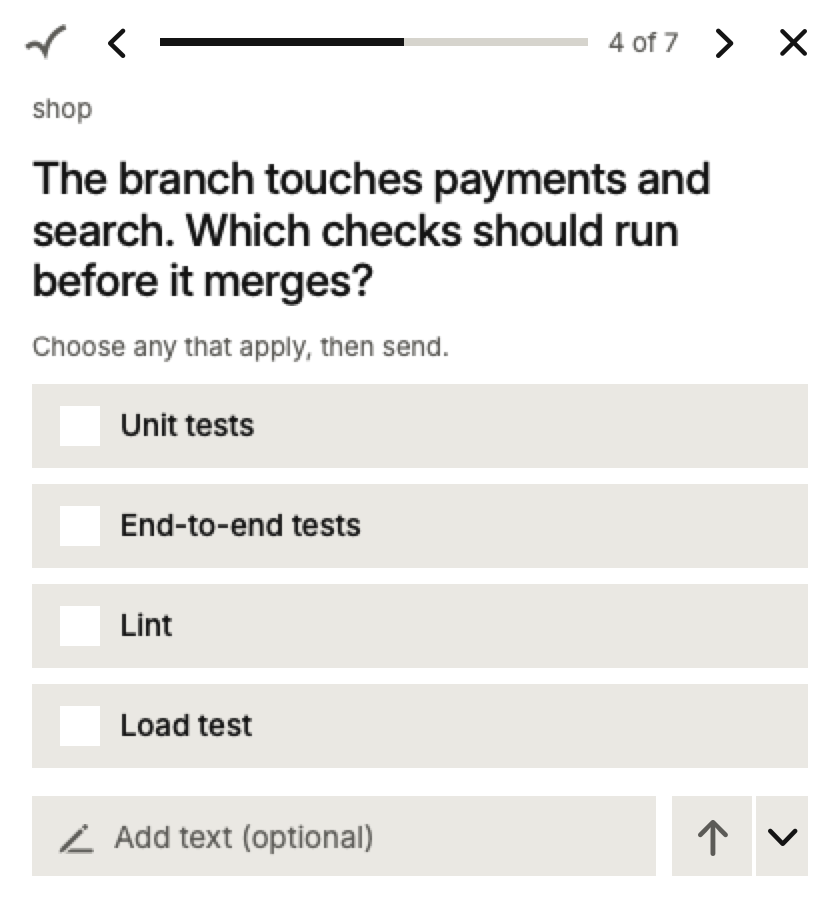 4 of 7
shop
The branch touches payments and
search. Which checks should run
before it merges?
Choose any that apply, then send.
Unit tests
End-to-end tests
Lint
Load test
Add text (optional)